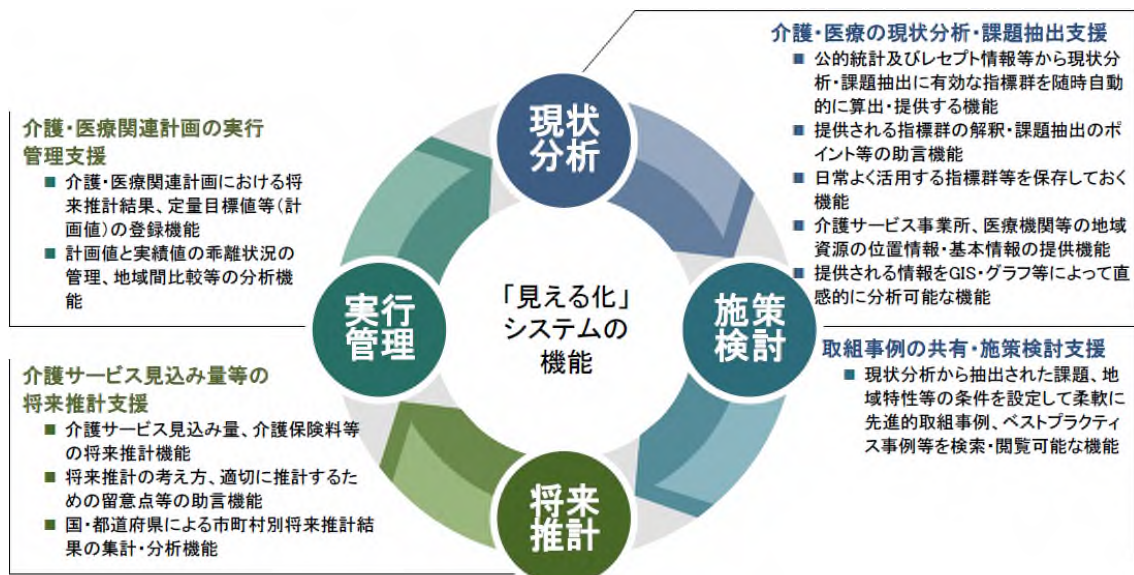 介護・医療の現状分析・課題抽出支援
■ 公的統計及びレセプト情報等から現状分
析・課題抽出に有効な指標群を随時自動
的に算出・提供する機能
■ 提供される指標群の解釈・課題抽出のポ
イント等の助言機能
■ 日常よく活用する指標群等を保存しておく
機能
■ 介護サービス事業所、医療機関等の地域
資源の位置情報・基本情報の提供機能
■ 提供される情報をGIS・グラフ等によって直
感的に分析可能な機能
取組事例の共有・施策検討支援
■ 現状分析から抽出された課題、地
域特性等の条件を設定して柔軟に
先進的取組事例、ベストプラクティ
ス事例等を検索・閲覧可能な機能
介護・医療関連計画の実行
管理支援
■ 介護・医療関連計画における将
来推計結果、定量目標値等(計
画値)の登録機能
■ 計画値と実績値の乖離状況の
管理、地域間比較等の分析機
能
介護サービス見込み量等の
将来推計支援
■ 介護サービス見込み量、介護保険料等
の将来推計機能
■ 将来推計の考え方、適切に推計するた
めの留意点等の助言機能
■ 国・都道府県による市町村別将来推計結
果の集計・分析機能
現状
分析
施策
検討
将来
推計
実行
管理
「見える化」
システムの
機能